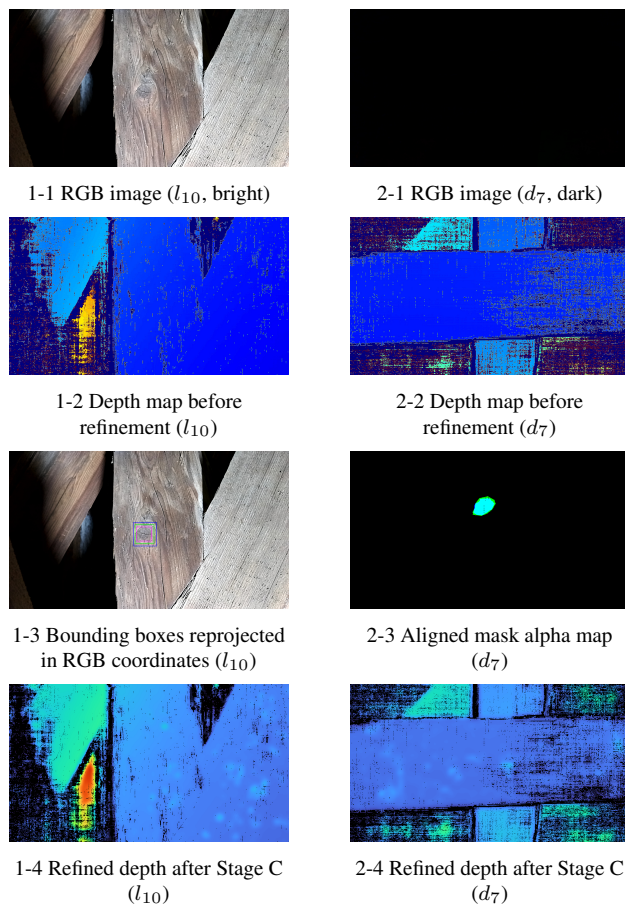 1-1 RGB image (l₁₀, bright)
2-1 RGB image (d₇, dark)
1-2 Depth map before
refinement (l₁₀)
2-2 Depth map before
refinement (d₇)
1-3 Bounding boxes reprojected
in RGB coordinates (l₁₀)
2-3 Aligned mask alpha map
(d₇)
1-4 Refined depth after Stage C
(l₁₀)
2-4 Refined depth after Stage C
(d₇)